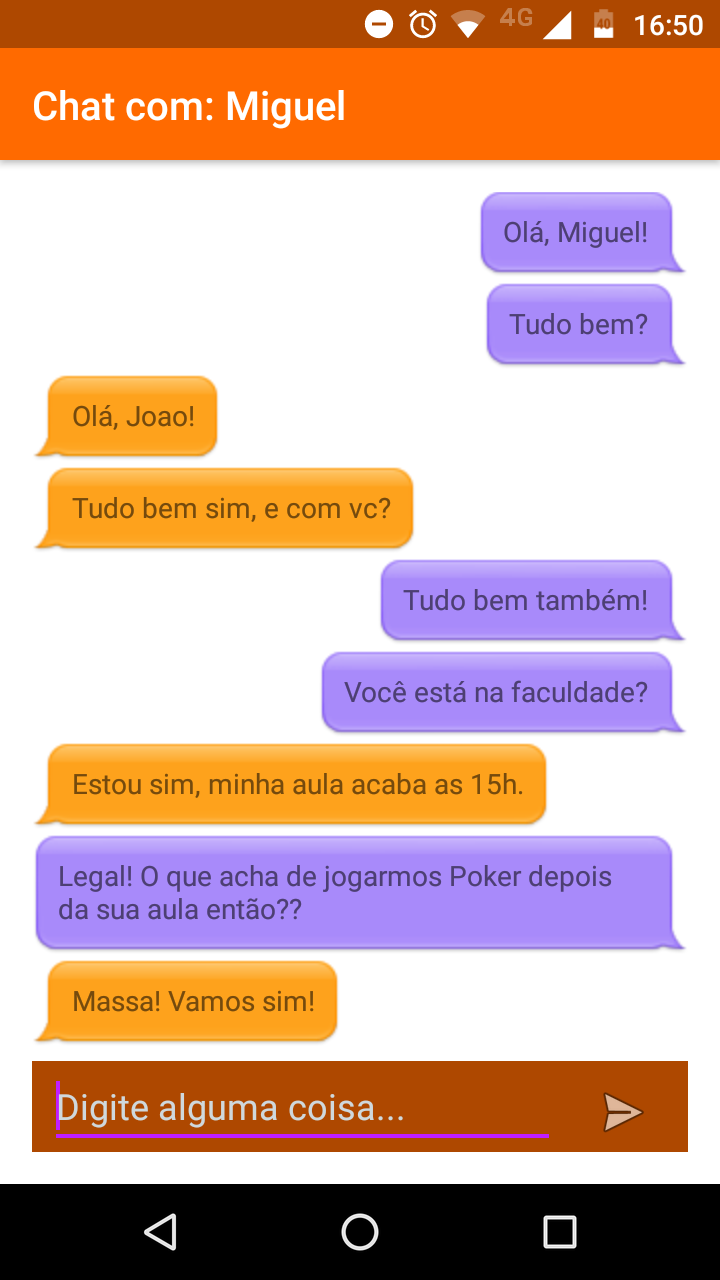 4G
40
16:50
Chat com: Miguel
Olá, Miguel!
Tudo bem?
Olá, Joao!
Tudo bem sim, e com vc?
Tudo bem também!
Você está na faculdade?
Estou sim, minha aula acaba as 15h.
Legal! O que acha de jogarmos Poker depois
da sua aula então??
Massa! Vamos sim!
Digite alguma coisa...